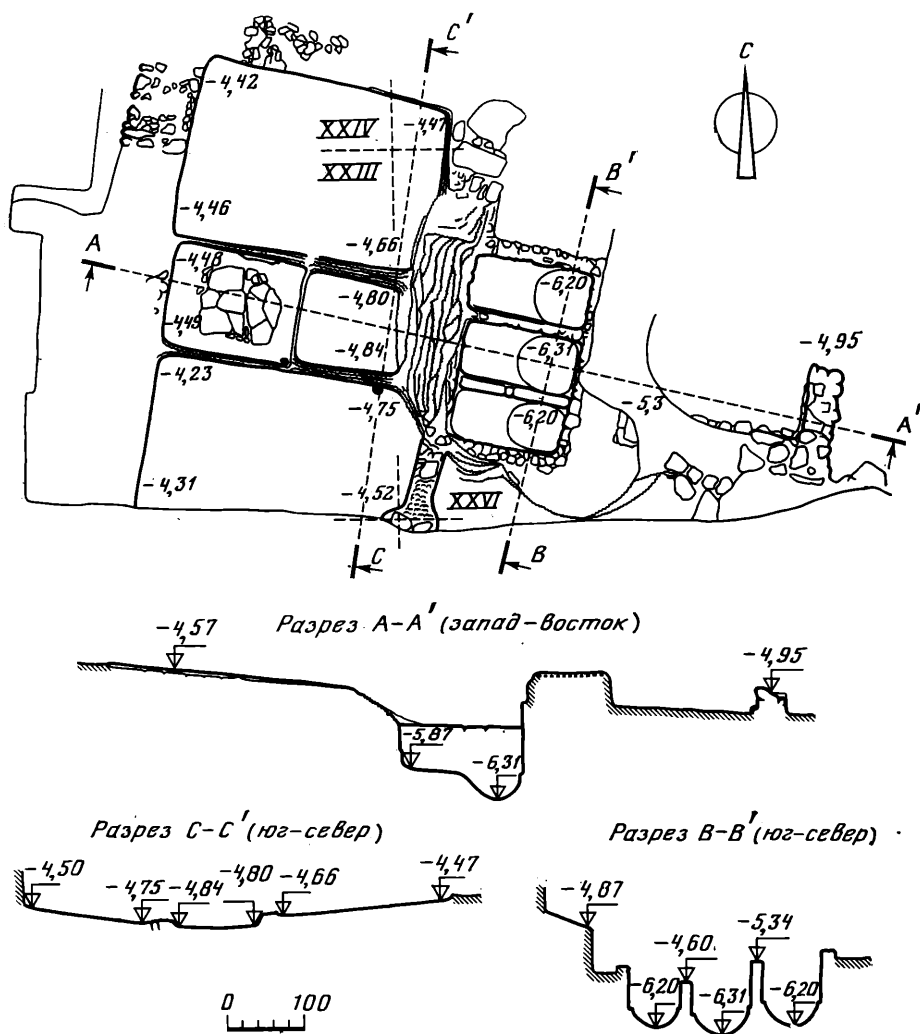 C'
С
-4,42
XXIV
-4,47
B'
XXIII
-4,46
-4,66
А
-4,48
-6,20
-4,80
-4,49
-6,31
-4,95
-4,84
-4,23
-5,3
-4,75
-6,20
A'
-4,31
-4,52
XXVI
C
B
Разрез А-А' (запад-восток)
-4,57
-4,95
-5,87
-6,31
Разрез С-С' (юг-север)
Разрез В-В' (юг-север)
-4,50
-4,75
-4,84
-4,80
-4,66
-4,47
-4,87
-4,60
-5,34
-6,20
-6,31
-6,20
0 100